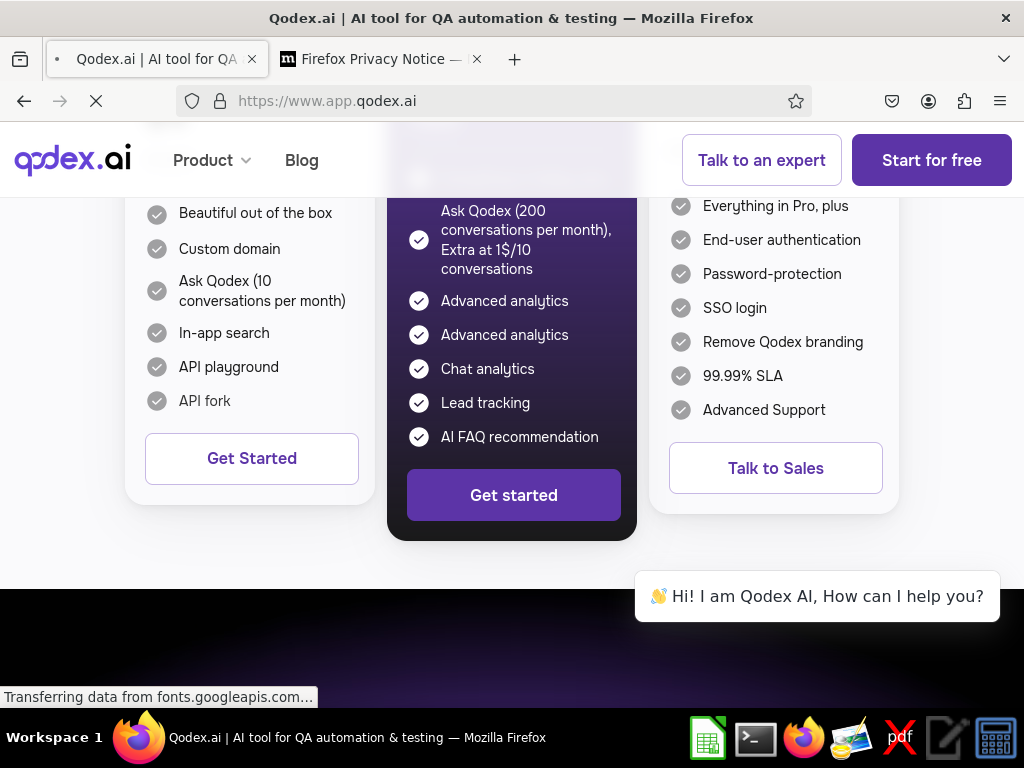 Qodex.ai | AI tool for QA automation & testing — Mozilla Firefox
Qodex.ai | AI tool for QA
Firefox Privacy Notice —
https://www.app.qodex.ai
qodex.ai
Product
Blog
Talk to an expert
Start for free
Beautiful out of the box
Custom domain
Ask Qodex (10
conversations per month)
In-app search
API playground
API fork
Get Started
Ask Qodex (200
conversations per month),
Extra at 1$/10
conversations
Advanced analytics
Advanced analytics
Chat analytics
Lead tracking
AI FAQ recommendation
Get started
Everything in Pro, plus
End-user authentication
Password-protection
SSO login
Remove Qodex branding
99.99% SLA
Advanced Support
Talk to Sales
👋 Hi! I am Qodex AI, How can I help you?
Transferring data from fonts.googleapis.com…
Workspace 1
Qodex.ai | AI tool for QA automation & testing — Mozilla Firefox
pdf